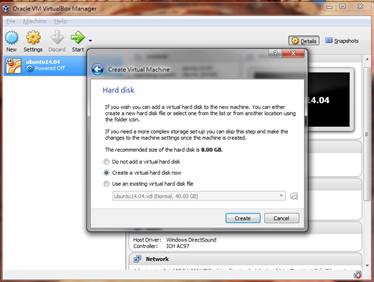 Oracle VM VirtualBox Manager
File Machine Help
New Settings Discard Start
Details Snapshots
ubuntu14.04
Powered Off
Create Virtual Machine
Hard disk
If you wish you can add a virtual hard disk to the new machine. You can either
create a new hard disk file or select one from the list or from another location using
the folder icon.
If you need a more complex storage set-up you can skip this step and make the
changes to the machine settings once the machine is created.
The recommended size of the hard disk is 8.00 GB.
Do not add a virtual hard disk
Create a virtual hard disk now
Use an existing virtual hard disk file
ubuntu14.04.vdi (Normal, 40.00 GB)
Create Cancel
14.04
Host Driver: Windows DirectSound
Controller: ICH AC97
Network